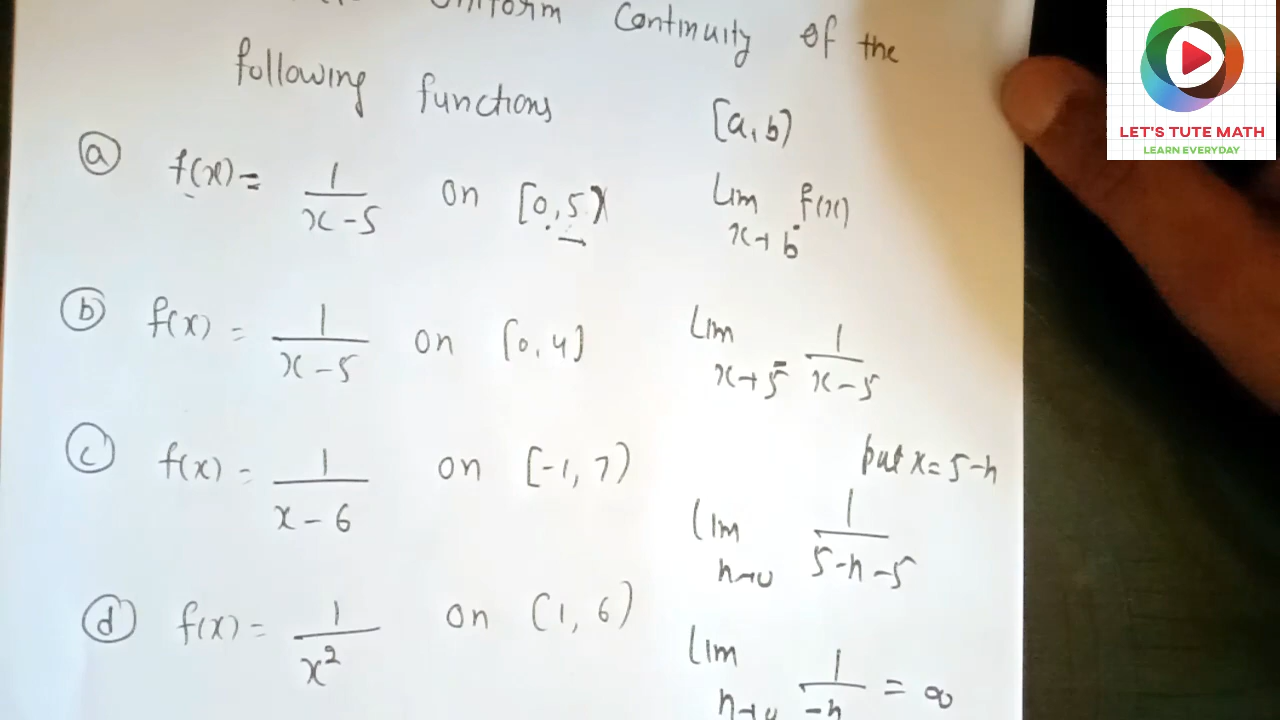 Uniform Continuity of the
following functions
(a) f(x) = 1/(x-5) on [0, 5)
(b) f(x) = 1/(x-5) on [0, 4]
(c) f(x) = 1/(x-6) on [-1, 7)
(d) f(x) = 1/x² on (1, 6)
[a, b)
Lim x→b⁻ f(x)
Lim x→5⁻ 1/(x-5)
put x = 5-h
Lim h→0 1/(5-h-5)
Lim h→0 1/-h = ∞
LET'S TUTE MATH
LEARN EVERYDAY